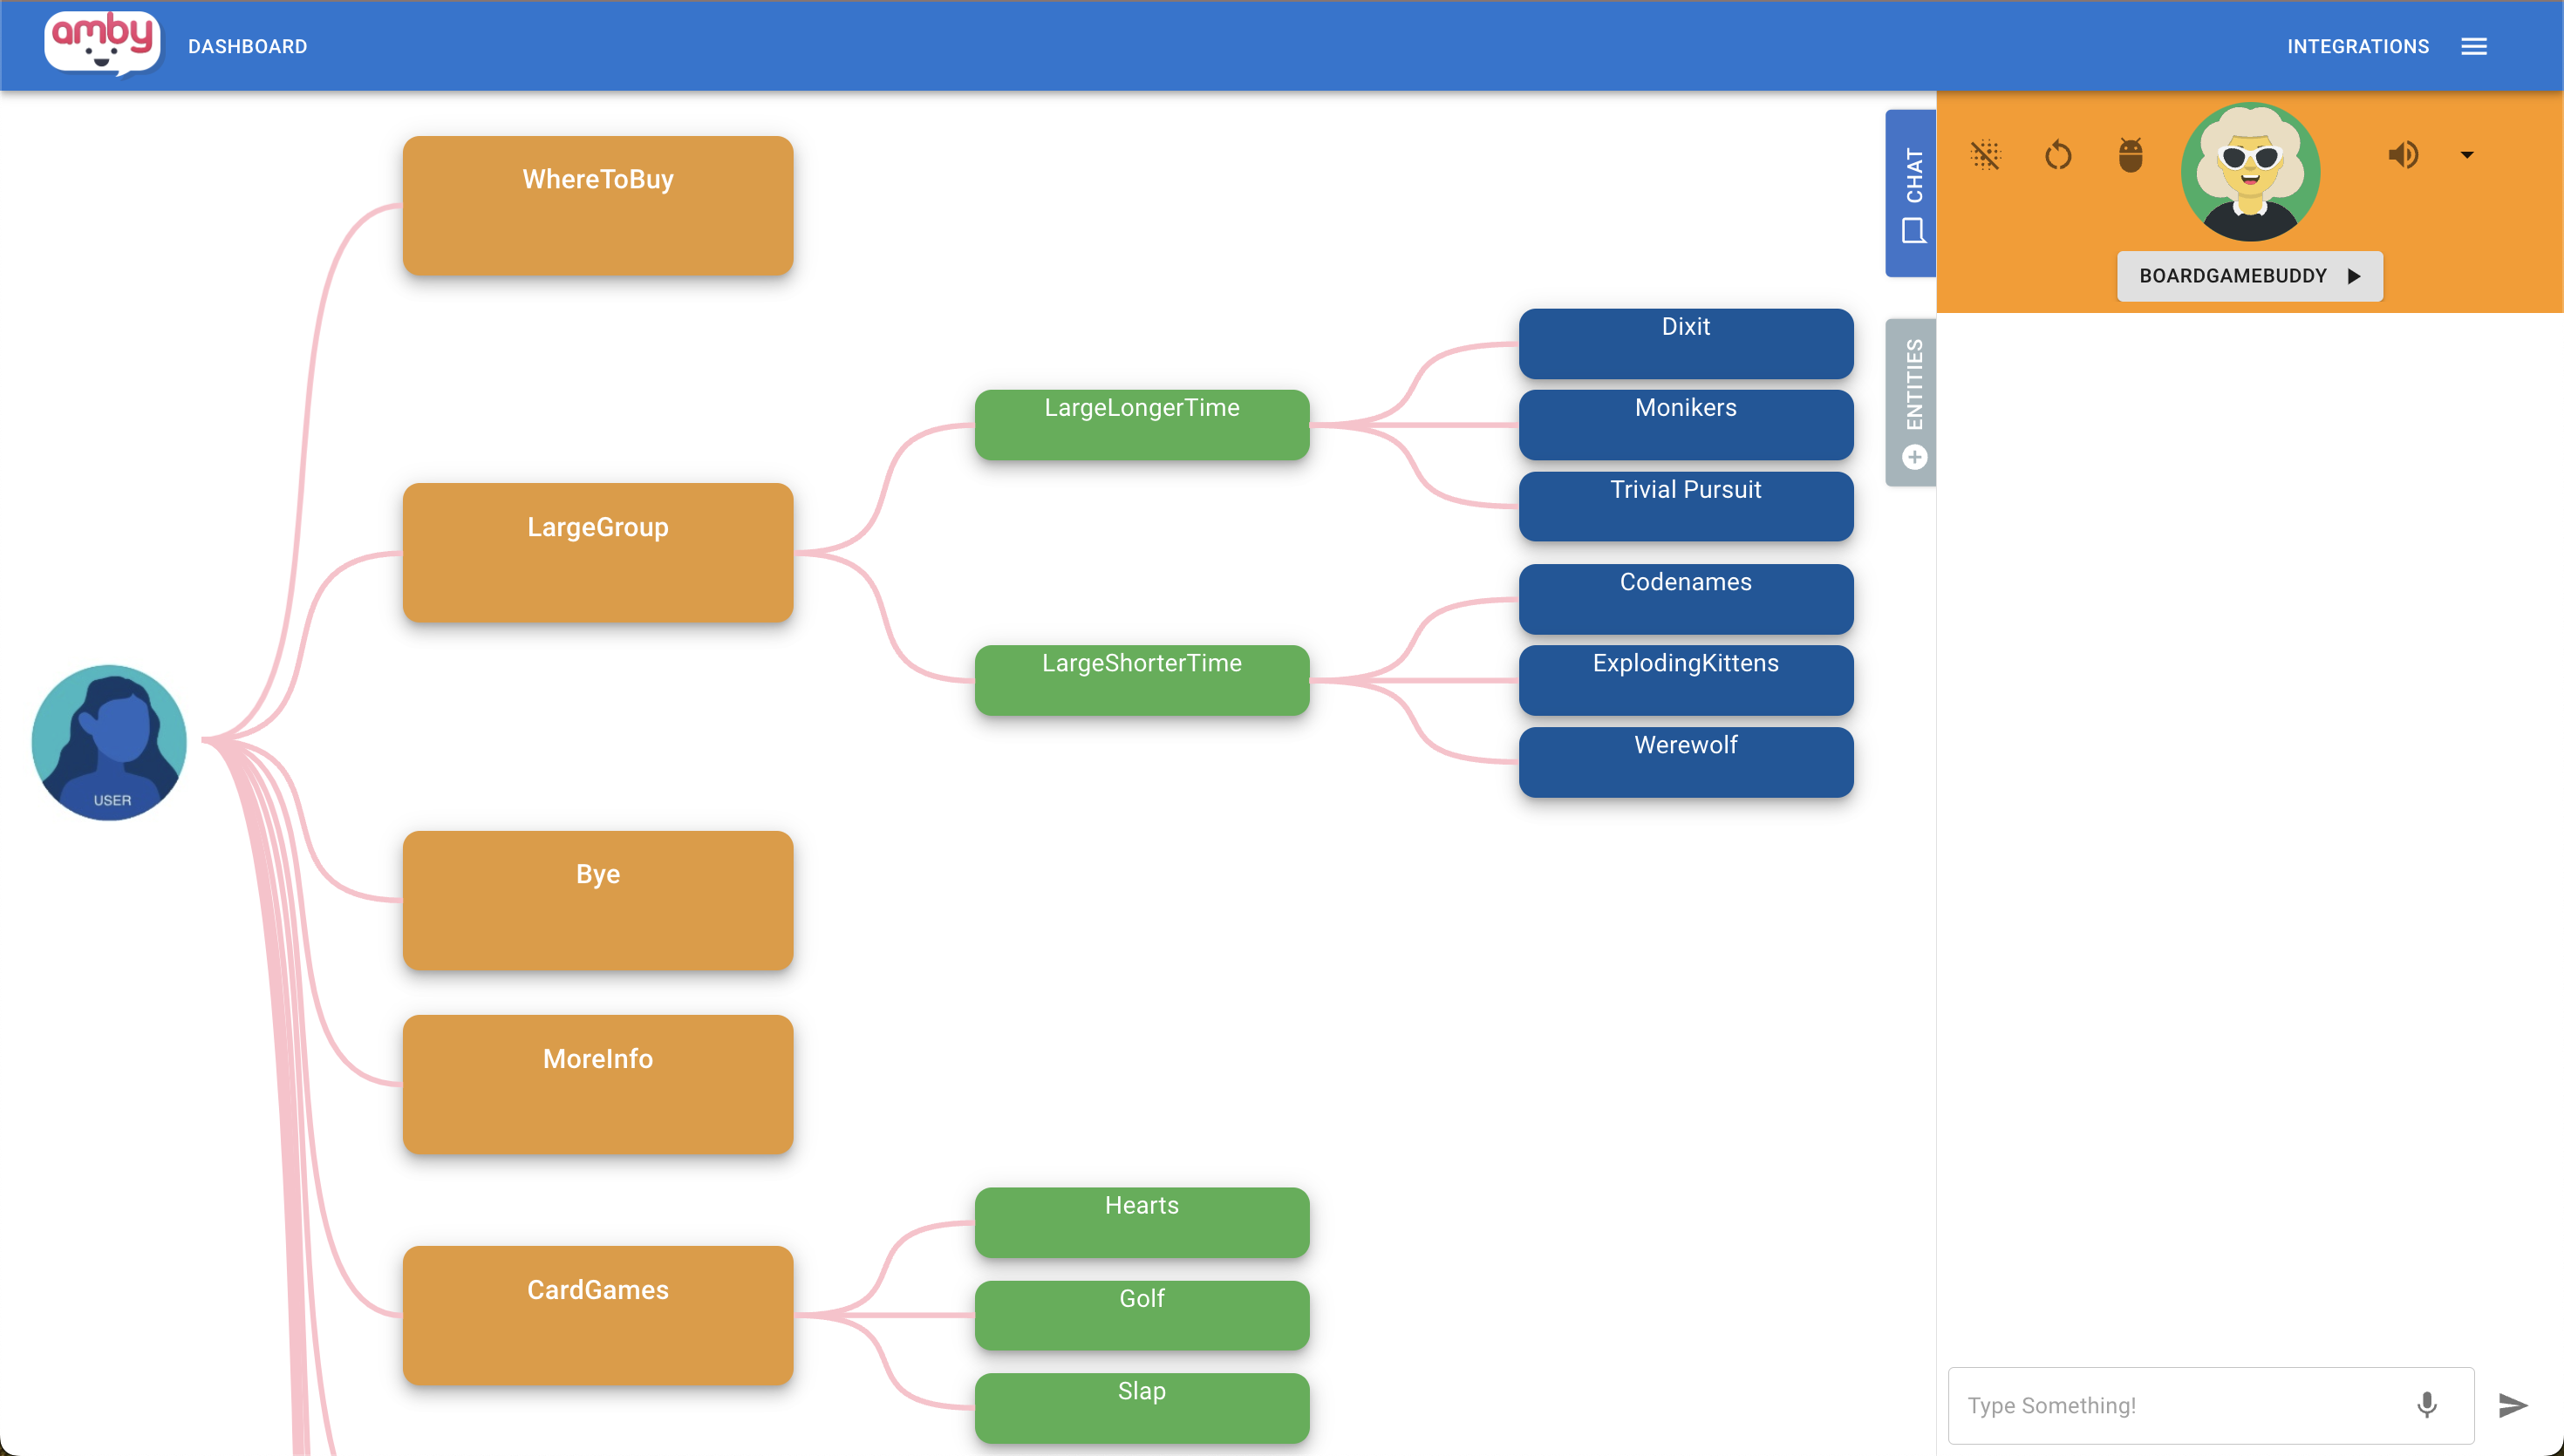 amby
DASHBOARD
INTEGRATIONS
WhereToBuy
LargeGroup
Bye
MoreInfo
CardGames
LargeLongerTime
LargeShorterTime
Hearts
Golf
Slap
Dixit
Monikers
Trivial Pursuit
Codenames
ExplodingKittens
Werewolf
USER
CHAT
ENTITIES
BOARDGAMEBUDDY
Type Something!